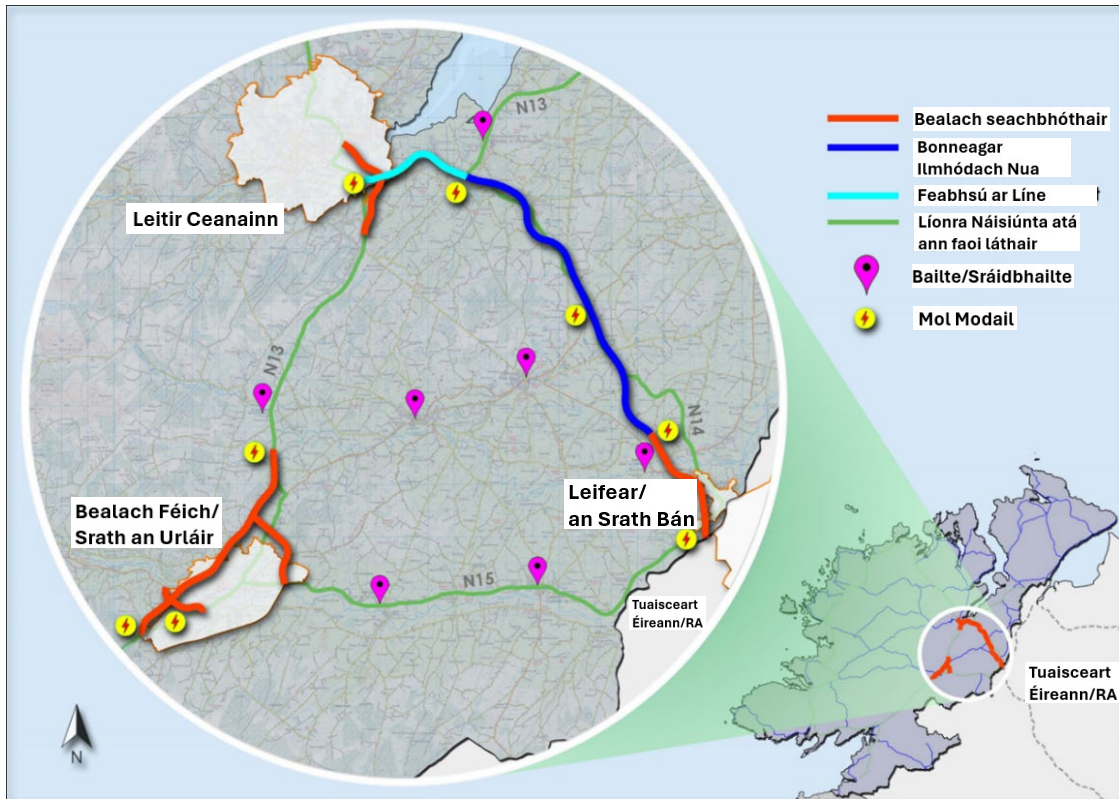 N13
Bealach seachbhóthair
Bonneagar
Ilmhódach Nua
Feabhsú ar Líne
Líonra Náisiúnta atá
ann faoi láthair
Bailte/Sráidbhailte
Mol Modail
Leitir Ceanainn
N13
N14
Leifear/
an Srath Bán
Bealach Féich/
Srath an Urláir
N15
Tuaisceart
Éireann/RA
Tuaisceart
Éireann/RA
N